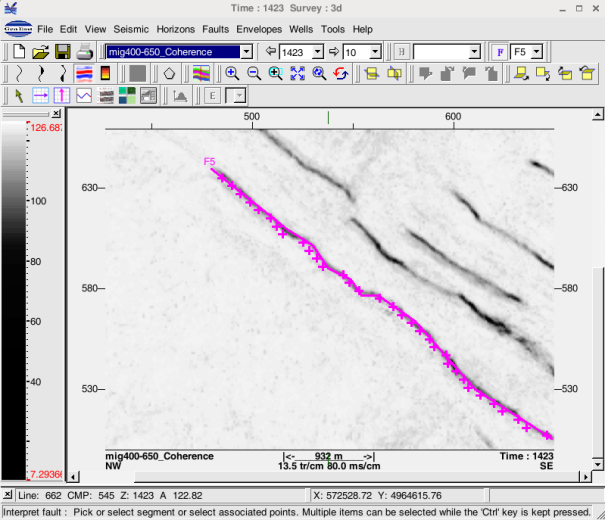 Time : 1423 Survey : 3d
File Edit View Seismic Horizons Faults Envelopes Wells Tools Help
mig400-650_Coherence 1423 10 H F F5
E
126.687
100
80
60
40
7.2936
500 600
F5
630 630
580 580
530 530
mig400-650_Coherence |<- 932 m ->| Time : 1423
NW 13.5 tr/cm 80.0 ms/cm SE
Line: 662 CMP: 545 Z: 1423 A 122.82 X: 572528.72 Y: 4964615.76
Interpret fault : Pick or select segment or select associated points. Multiple items can be selected while the 'Ctrl' key is kept pressed.